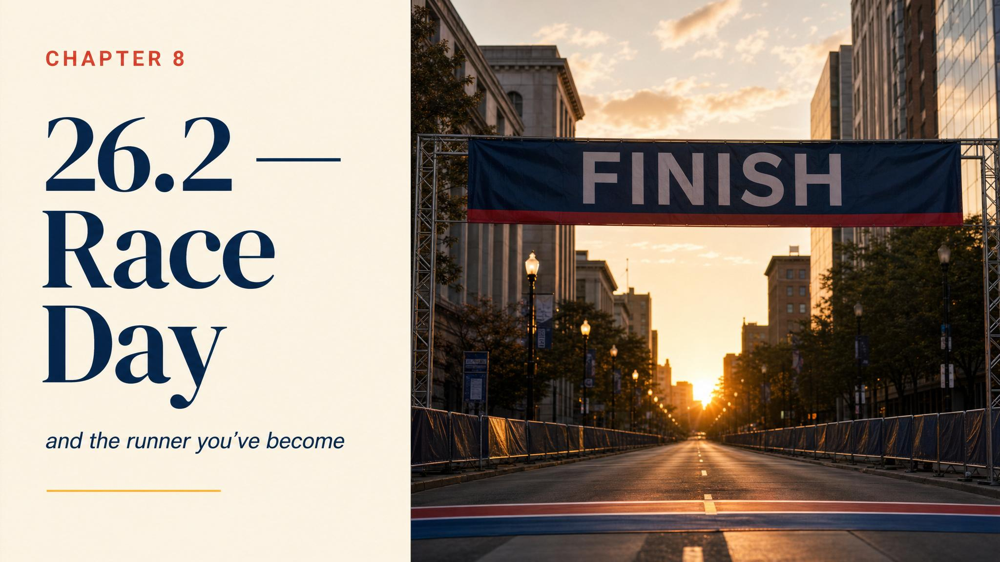 CHAPTER 8
26.2 —
Race
Day
and the runner you’ve become
FINISH